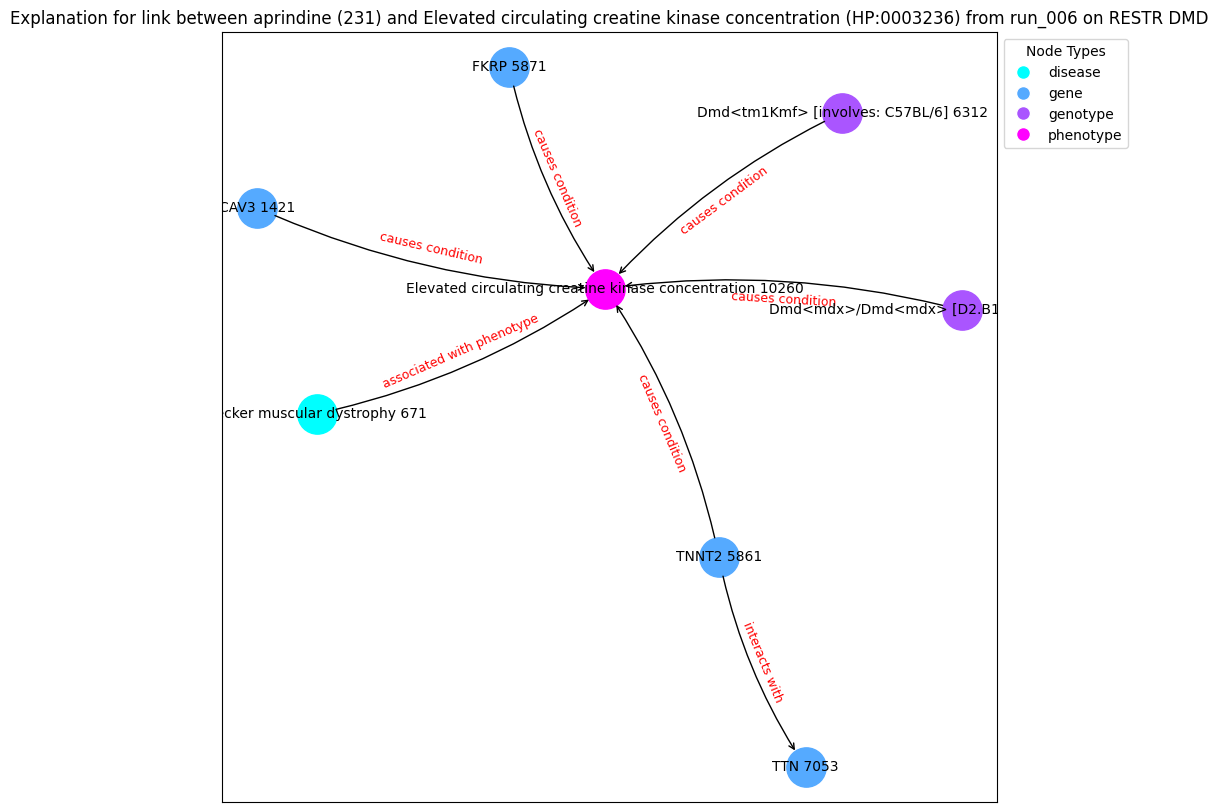 Explanation for link between aprindine (231) and Elevated circulating creatine kinase concentration (HP:0003236) from run_006 on RESTR DMD
Node Types
disease
gene
genotype
phenotype
FKRP 5871
Dmd<tm1Kmf> [involves: C57BL/6] 6312
causes condition
causes condition
CAV3 1421
causes condition
Elevated circulating creatine kinase concentration 10260
causes condition
Dmd<mdx>/Dmd<mdx> [D2.B1
associated with phenotype
cker muscular dystrophy 671
causes condition
TNNT2 5861
interacts with
TTN 7053